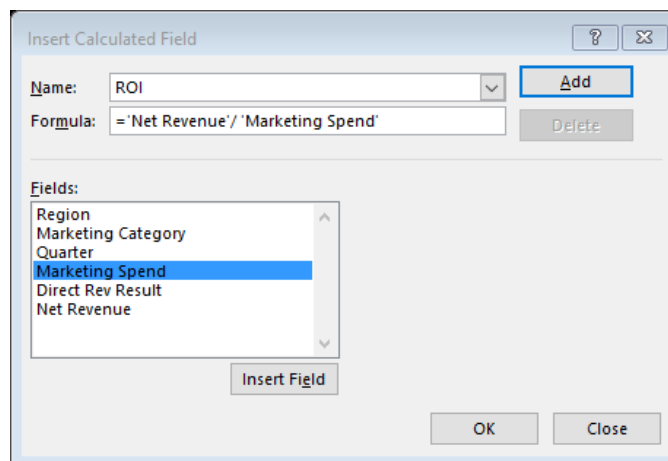 Insert Calculated Field
Name: ROI
Add
Formula: ='Net Revenue'/ 'Marketing Spend'
Delete
Fields:
Region
Marketing Category
Quarter
Marketing Spend
Direct Rev Result
Net Revenue
Insert Field
OK Close